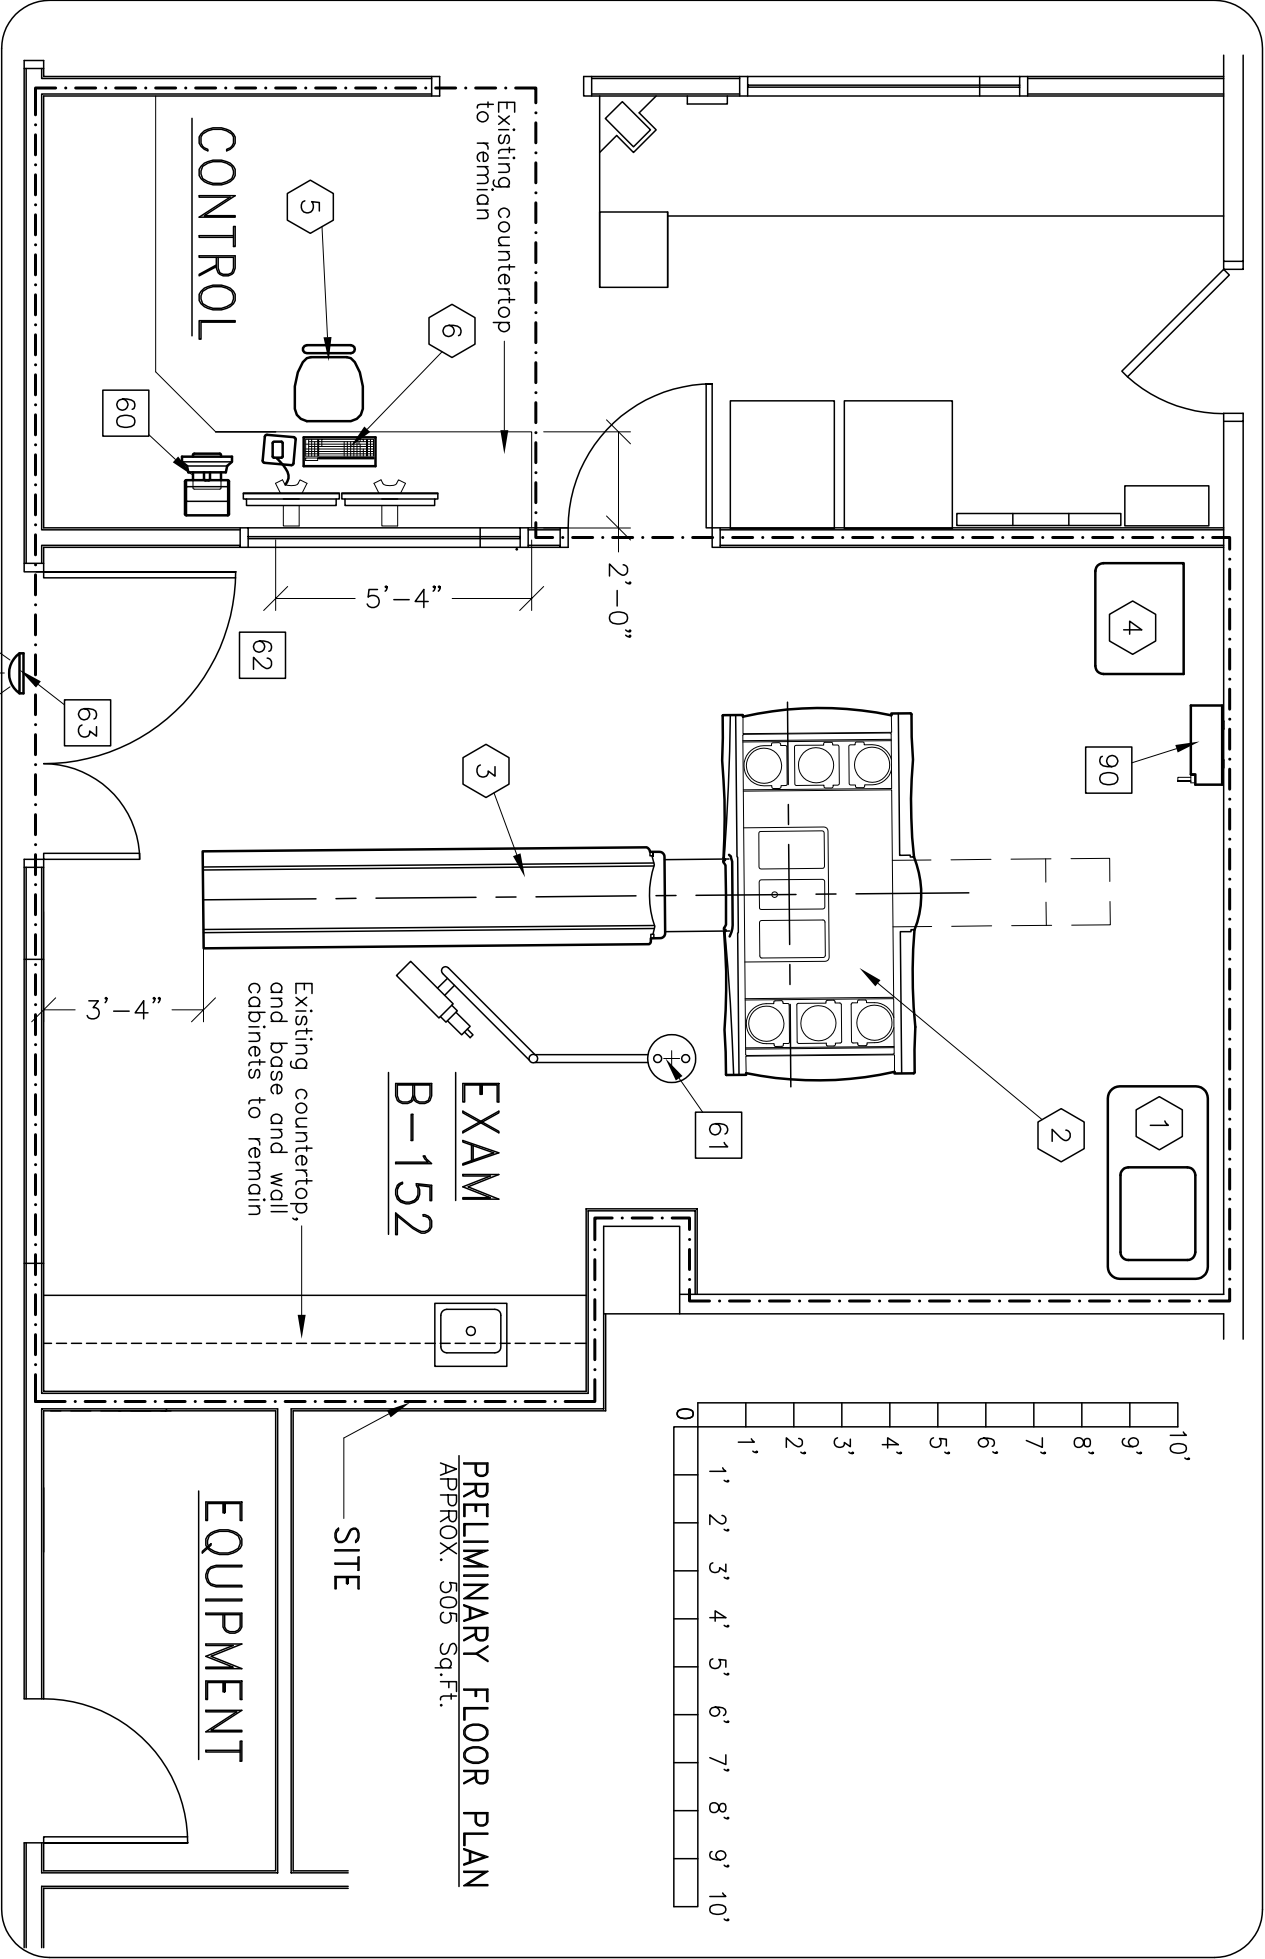 CONTROL
Existing countertop
to remian
5
6
60
2'-0"
5'-4"
62
63
4
90
3
2
1
61
EXAM
B-152
3'-4"
Existing countertop,
and base and wall
cabinets to remain
SITE
EQUIPMENT
PRELIMINARY FLOOR PLAN
APPROX. 505 Sq.Ft.
0
1'
2'
3'
4'
5'
6'
7'
8'
9'
10'
1'
2'
3'
4'
5'
6'
7'
8'
9'
10'